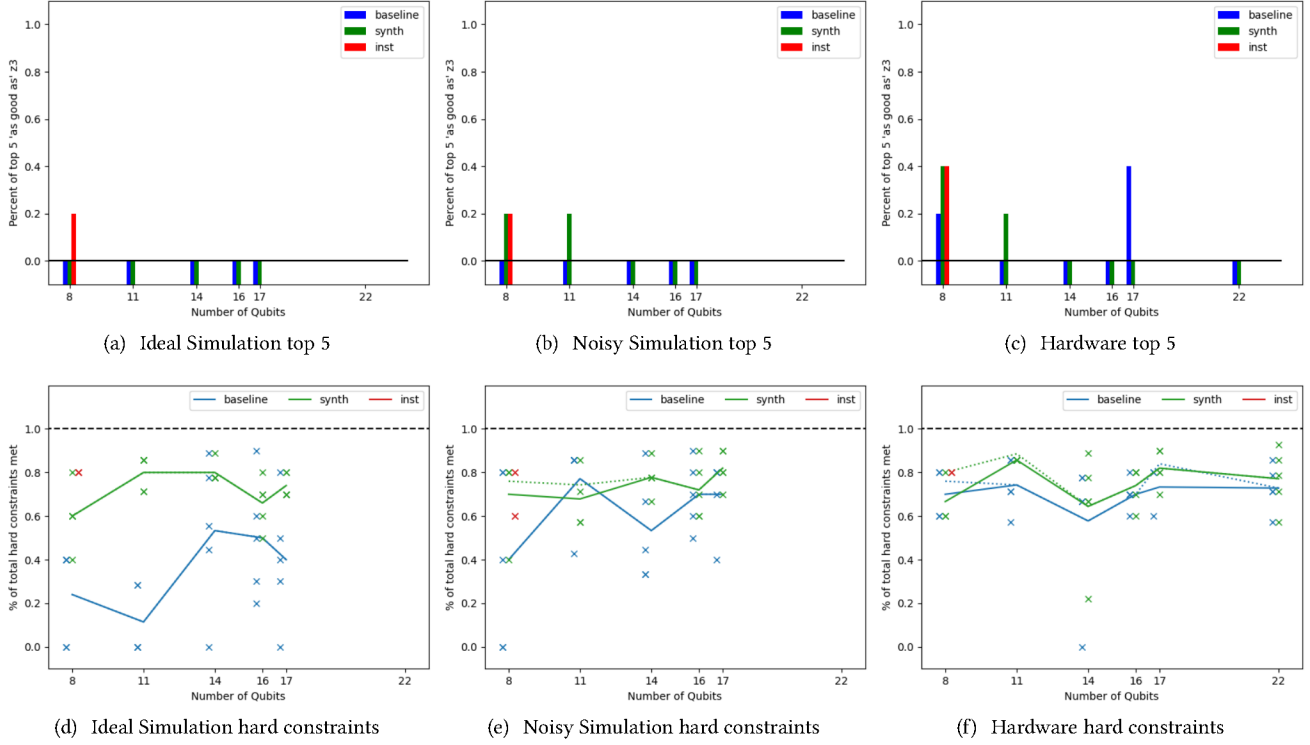 baseline
synth
inst
Percent of top 5 'as good as' z3
1.0
0.8
0.6
0.4
0.2
0.0
8 11 14 16 17 22
Number of Qubits
(a) Ideal Simulation top 5
baseline
synth
inst
Percent of top 5 'as good as' z3
1.0
0.8
0.6
0.4
0.2
0.0
8 11 14 16 17 22
Number of Qubits
(b) Noisy Simulation top 5
baseline
synth
inst
Percent of top 5 'as good as' z3
1.0
0.8
0.6
0.4
0.2
0.0
8 11 14 16 17 22
Number of Qubits
(c) Hardware top 5
baseline synth inst
% of total hard constraints met
1.0
0.8
0.6
0.4
0.2
0.0
8 11 14 16 17 22
Number of Qubits
(d) Ideal Simulation hard constraints
baseline synth inst
% of total hard constraints met
1.0
0.8
0.6
0.4
0.2
0.0
8 11 14 16 17 22
Number of Qubits
(e) Noisy Simulation hard constraints
baseline synth inst
% of total hard constraints met
1.0
0.8
0.6
0.4
0.2
0.0
8 11 14 16 17 22
Number of Qubits
(f) Hardware hard constraints